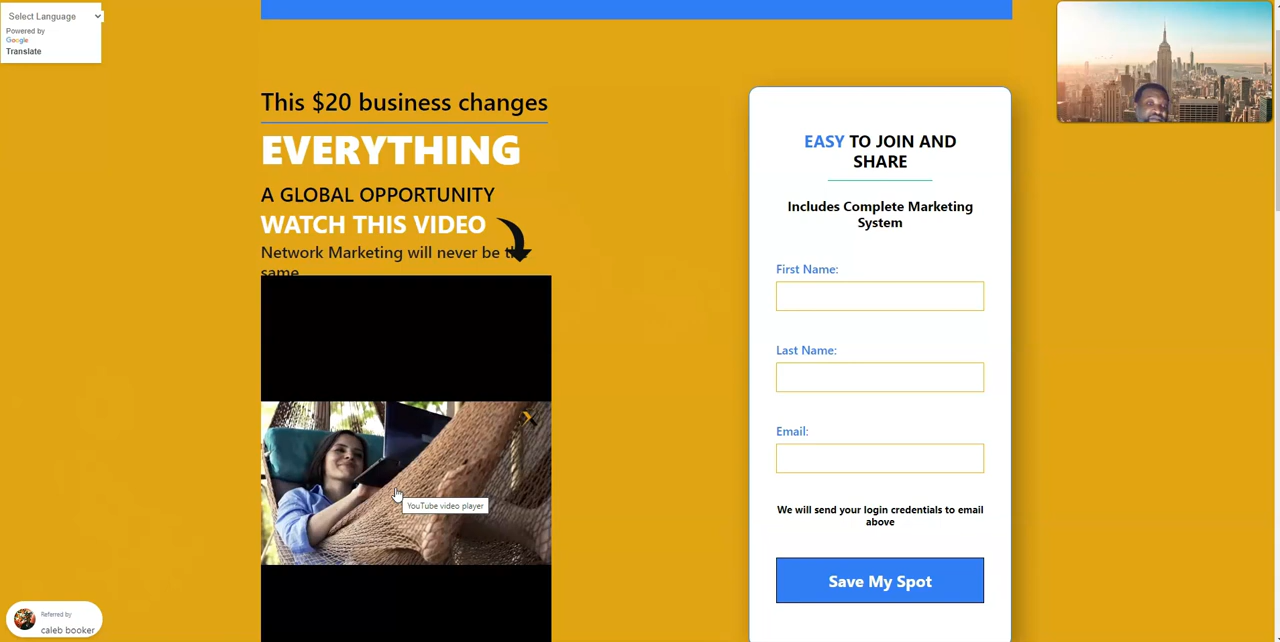 Select Language
Powered by
Google
Translate
This $20 business changes
EVERYTHING
A GLOBAL OPPORTUNITY
WATCH THIS VIDEO
Network Marketing will never be the
same
YouTube video player
EASY TO JOIN AND
SHARE
Includes Complete Marketing
System
First Name:
Last Name:
Email:
We will send your login credentials to email
above
Save My Spot
Referred by
caleb booker